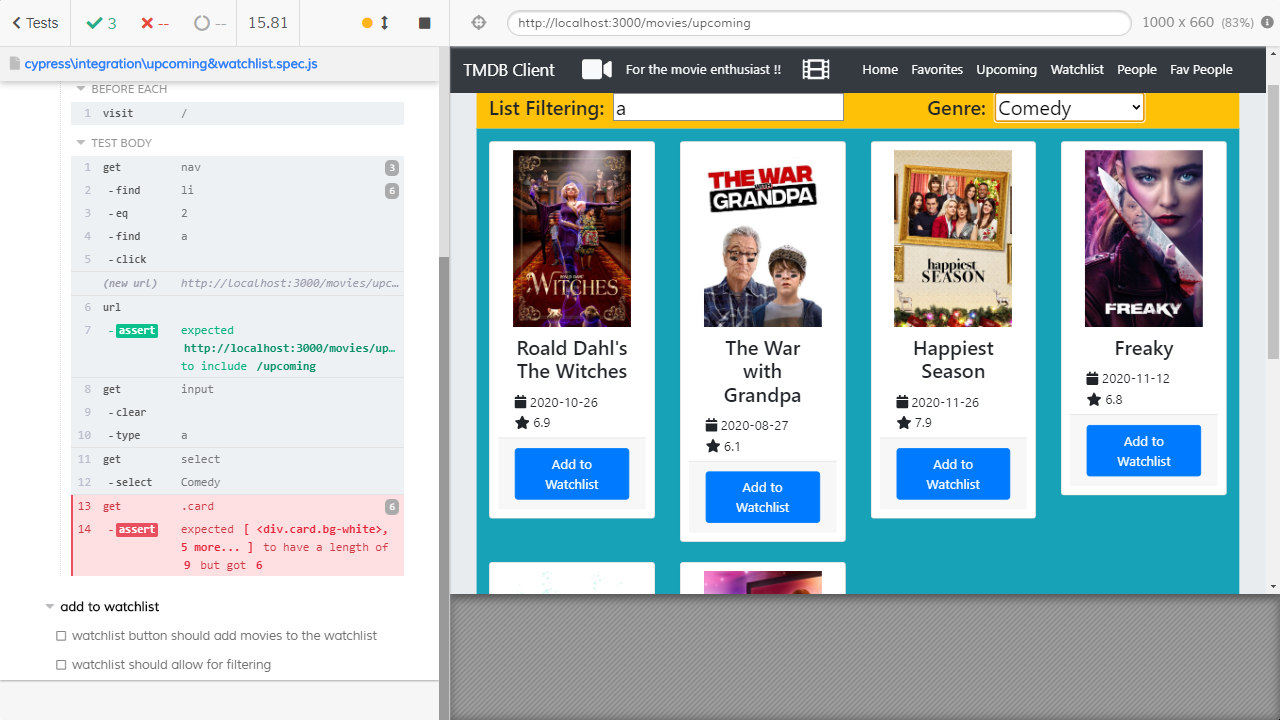 Tests
3
--
--
15.81
cypress\integration\upcoming&watchlist.spec.js
BEFORE EACH
1 visit /
TEST BODY
1 get nav 3
2 -find li 6
3 -eq 2
4 -find a
5 -click
(new url) http://localhost:3000/movies/upc…
6 url
7 -assert expected
http://localhost:3000/movies/up…
to include /upcoming
8 get input
9 -clear
10 -type a
11 get select
12 -select Comedy
13 get .card 6
14 -assert expected [ <div.card.bg-white>,
5 more... ] to have a length of
9 but got 6
add to watchlist
watchlist button should add movies to the watchlist
watchlist should allow for filtering
http://localhost:3000/movies/upcoming
1000 x 660 (83%)
TMDB Client
For the movie enthusiast !!
Home Favorites Upcoming Watchlist People Fav People
List Filtering: a
Genre: Comedy
WITCHES
Roald Dahl's
The Witches
2020-10-26
6.9
Add to
Watchlist
THE WAR
WITH
GRANDPA
The War
with
Grandpa
2020-08-27
6.1
Add to
Watchlist
happiest
SEASON
Happiest
Season
2020-11-26
7.9
Add to
Watchlist
FREAKY
Freaky
2020-11-12
6.8
Add to
Watchlist